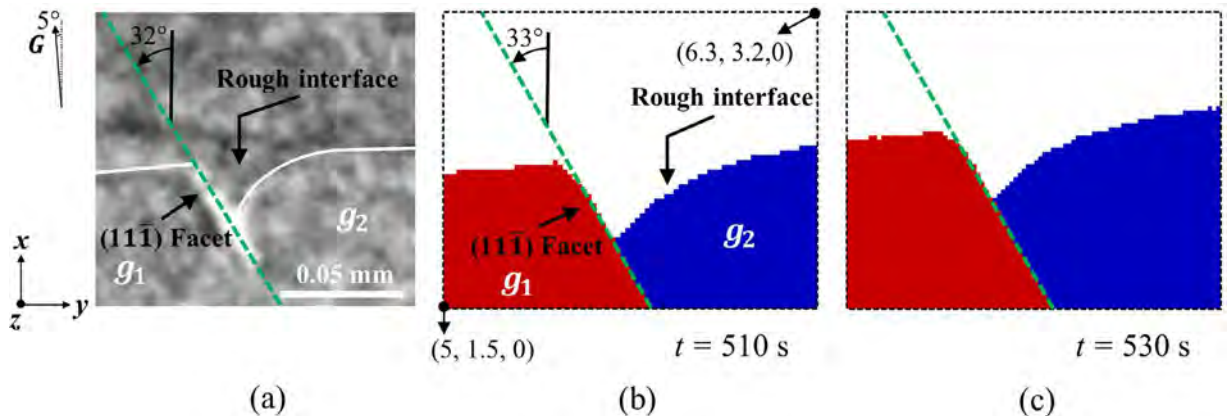 5°
G
32°
Rough interface
(111̄) Facet
g₁
g₂
0.05 mm
x
z
y
(a)
33°
(6.3, 3.2,0)
Rough interface
(111̄) Facet
g₁
g₂
(5, 1.5, 0)
t = 510 s
(b)
t = 530 s
(c)